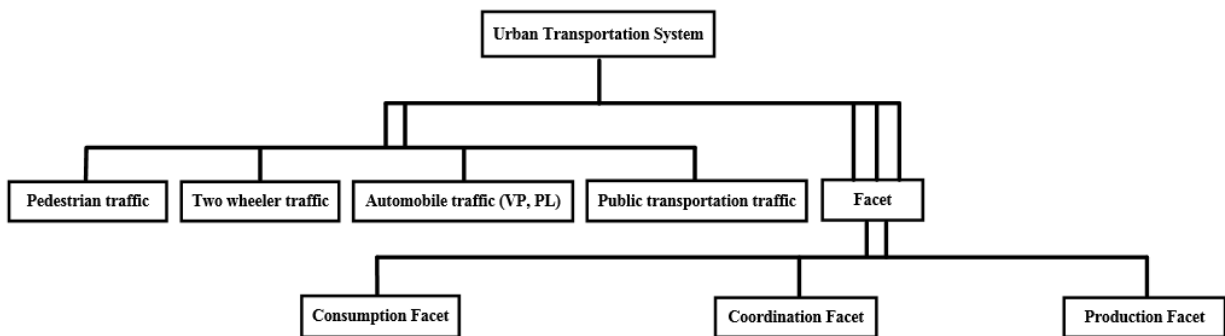 Urban Transportation System
Pedestrian traffic
Two wheeler traffic
Automobile traffic (VP, PL)
Public transportation traffic
Facet
Consumption Facet
Coordination Facet
Production Facet